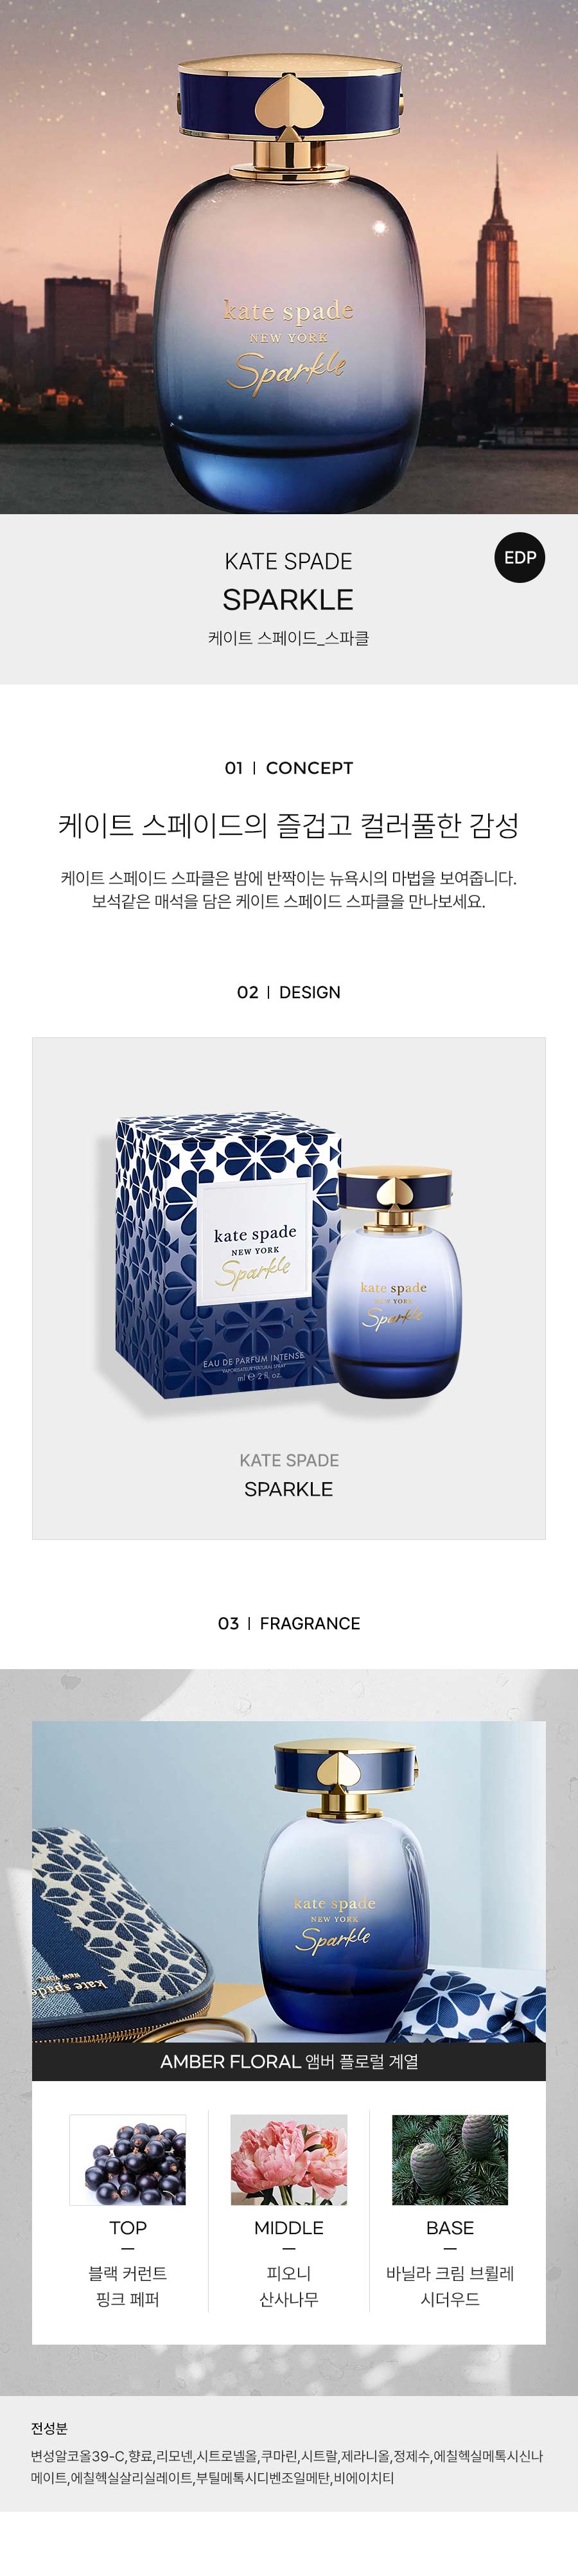 kate spade
NEW YORK
Sparkle
EDP
KATE SPADE
SPARKLE
케이트 스페이드_스파클
01 | CONCEPT
케이트 스페이드의 즐겁고 컬러풀한 감성
케이트 스페이드 스파클은 밤에 반짝이는 뉴욕시의 마법을 보여줍니다.
보석같은 매석을 담은 케이트 스페이드 스파클을 만나보세요.
02 | DESIGN
kate spade
NEW YORK
Sparkle
EAU DE PARFUM INTENSE
VAPORISATEUR NATURAL SPRAY
ml ℮ 2 fl. oz.
kate spade
NEW YORK
Sparkle
KATE SPADE
SPARKLE
03 | FRAGRANCE
kate spade
NEW YORK
Sparkle
kate spade
NEW YORK
AMBER FLORAL 앰버 플로럴 계열
TOP
블랙 커런트
핑크 페퍼
MIDDLE
피오니
산사나무
BASE
바닐라 크림 브륄레
시더우드
전성분
변성알코올39-C,향료,리모넨,시트로넬올,쿠마린,시트랄,제라니올,정제수,에칠헥실메톡시신나
메이트,에칠헥실살리실레이트,부틸메톡시디벤조일메탄,비에이치티